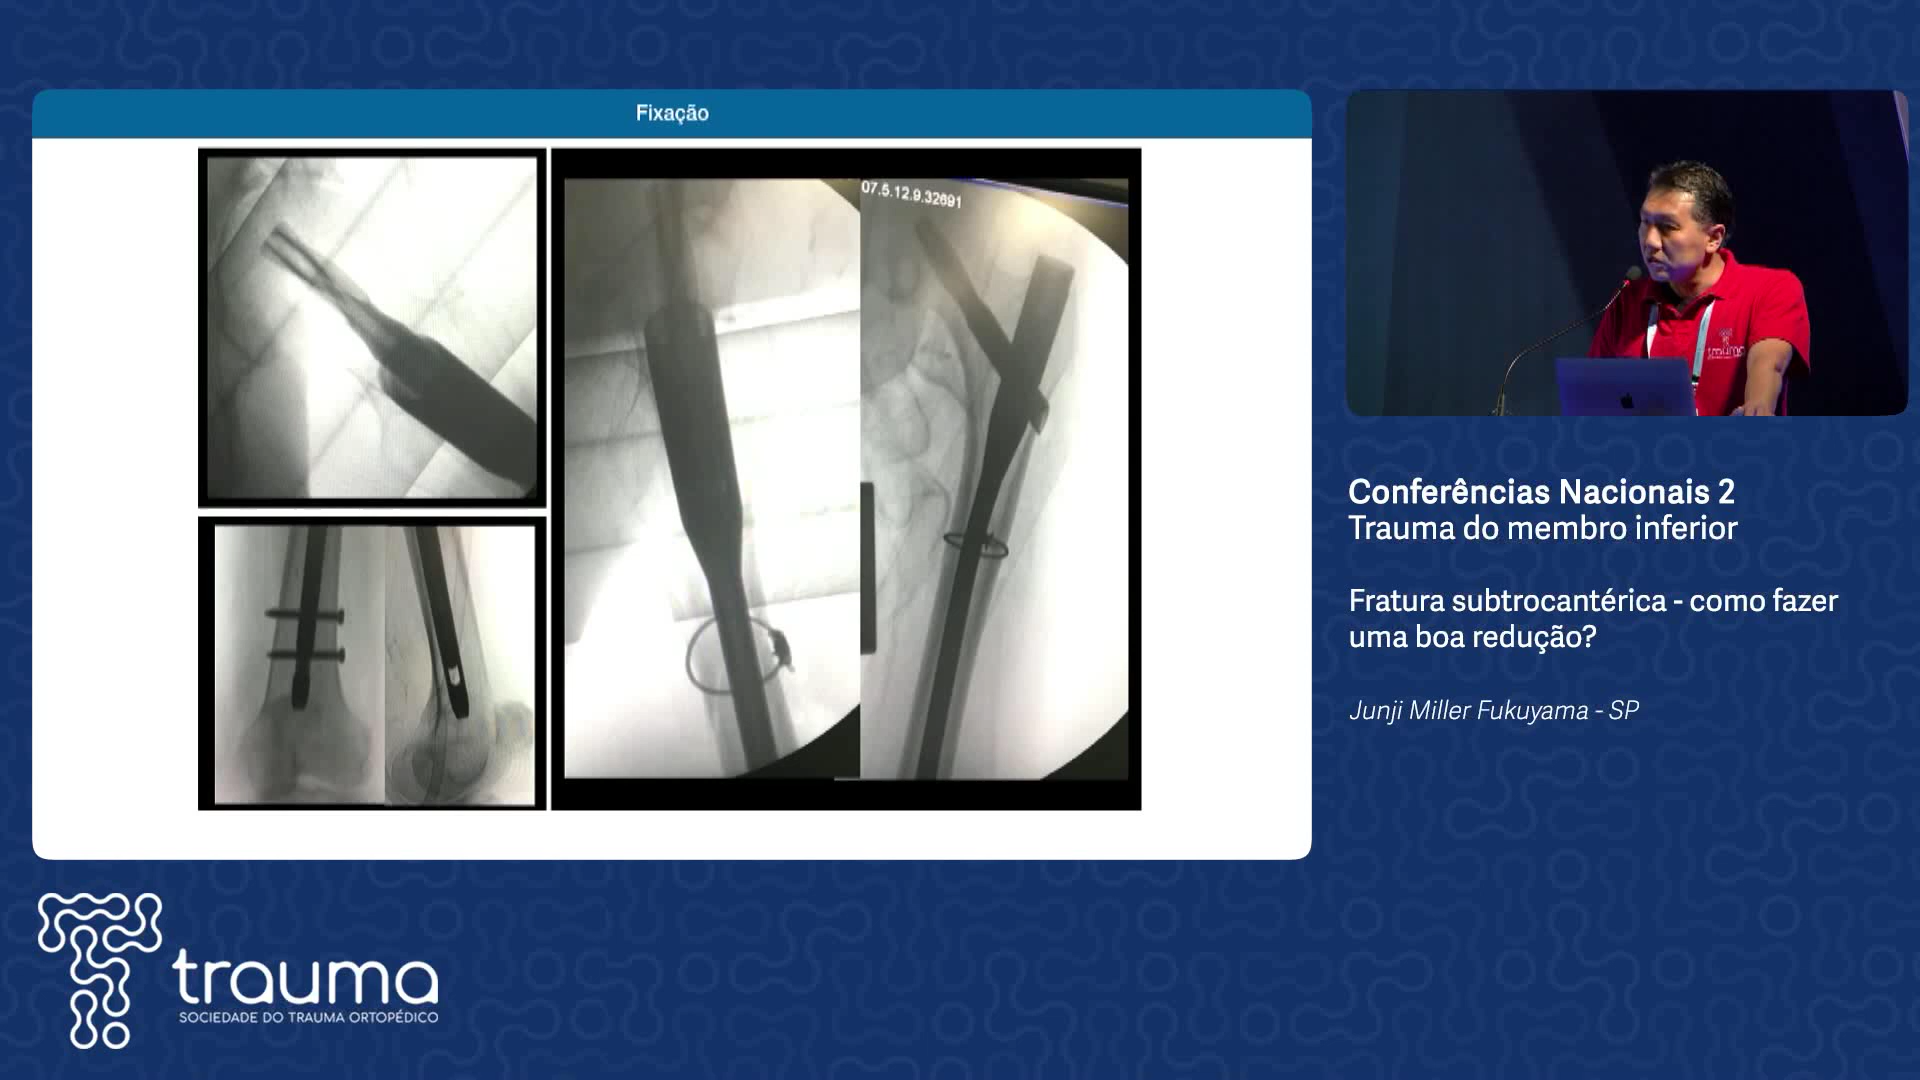 Fixação
07.5.12.9.32691
trauma
Conferências Nacionais 2
Trauma do membro inferior
Fratura subtrocantérica - como fazer
uma boa redução?
Junji Miller Fukuyama - SP
trauma
SOCIEDADE DO TRAUMA ORTOPÉDICO